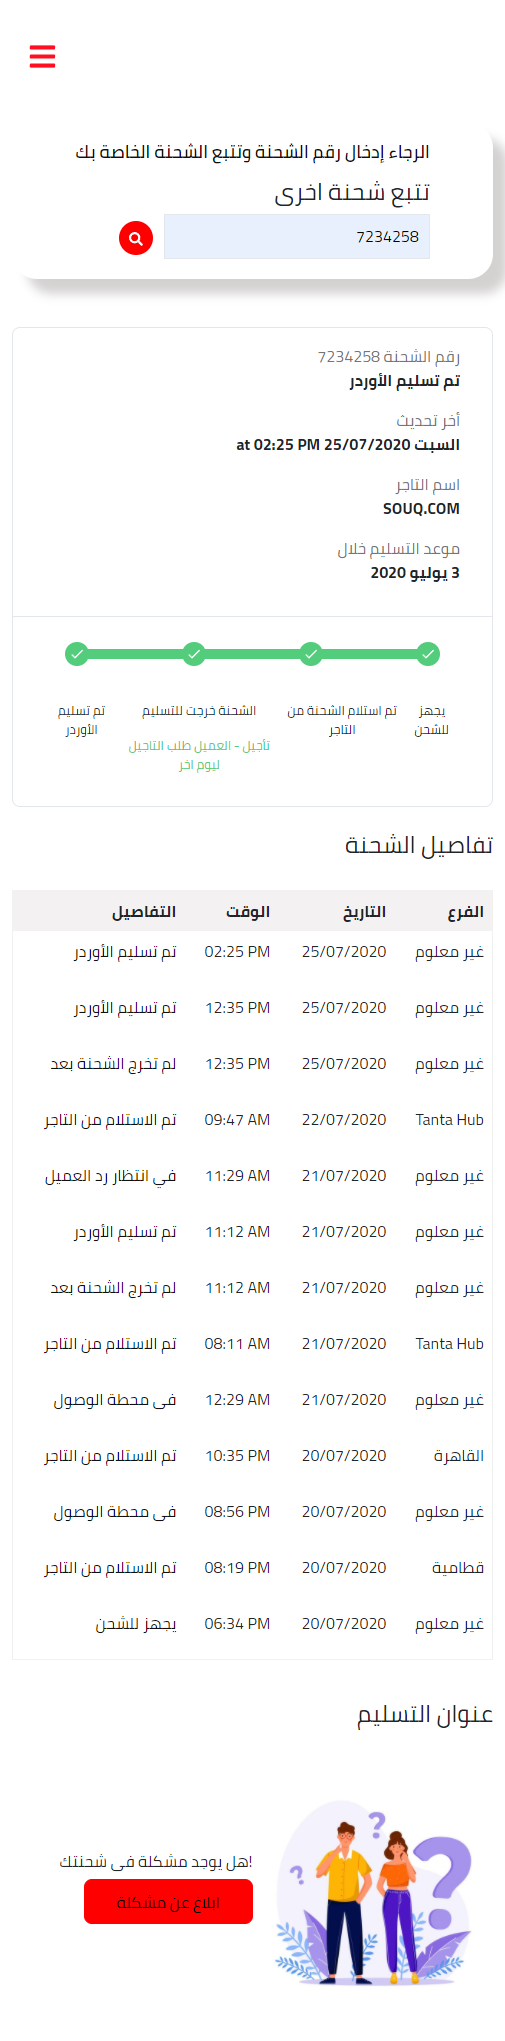 الرجاء إدخال رقم الشحنة وتتبع الشحنة الخاصة بك
تتبع شحنة اخرى
7234258
رقم الشحنة 7234258
تم تسليم الأوردر
أخر تحديث
السبت 25/07/2020 at 02:25 PM
اسم التاجر
SOUQ.COM
موعد التسليم خلال
3 يوليو 2020
يجهز للشحن
تم استلام الشحنة من التاجر
الشحنة خرجت للتسليم
تأجيل - العميل طلب التاجيل ليوم اخر
تم تسليم الأوردر
تفاصيل الشحنة
الفرع التاريخ الوقت التفاصيل
غير معلوم 25/07/2020 02:25 PM تم تسليم الأوردر
غير معلوم 25/07/2020 12:35 PM تم تسليم الأوردر
غير معلوم 25/07/2020 12:35 PM لم تخرج الشحنة بعد
Tanta Hub 22/07/2020 09:47 AM تم الاستلام من التاجر
غير معلوم 21/07/2020 11:29 AM في انتظار رد العميل
غير معلوم 21/07/2020 11:12 AM تم تسليم الأوردر
غير معلوم 21/07/2020 11:12 AM لم تخرج الشحنة بعد
Tanta Hub 21/07/2020 08:11 AM تم الاستلام من التاجر
غير معلوم 21/07/2020 12:29 AM فى محطة الوصول
القاهرة 20/07/2020 10:35 PM تم الاستلام من التاجر
غير معلوم 20/07/2020 08:56 PM فى محطة الوصول
قطامية 20/07/2020 08:19 PM تم الاستلام من التاجر
غير معلوم 20/07/2020 06:34 PM يجهز للشحن
عنوان التسليم
!هل يوجد مشكلة فى شحنتك
ابلاغ عن مشكلة